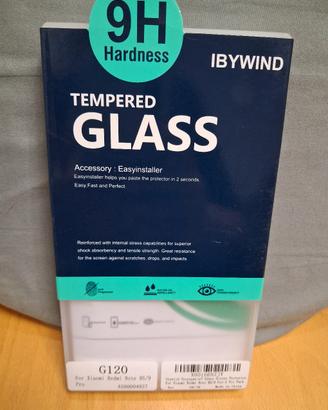 9H
Hardness
IBYWIND
TEMPERED
GLASS
Accessory : Easyinstaller
Easyinstaller helps you paste the protector in 2 seconds.
Easy,Fast and Perfect.
Reinforced with internal stress capabilities for superior
shock absorbency and tensile strength. Great resistance
for the screen against scratches, drops, and impacts
G120
For Xiaomi Redmi Note 8S/9
Pro